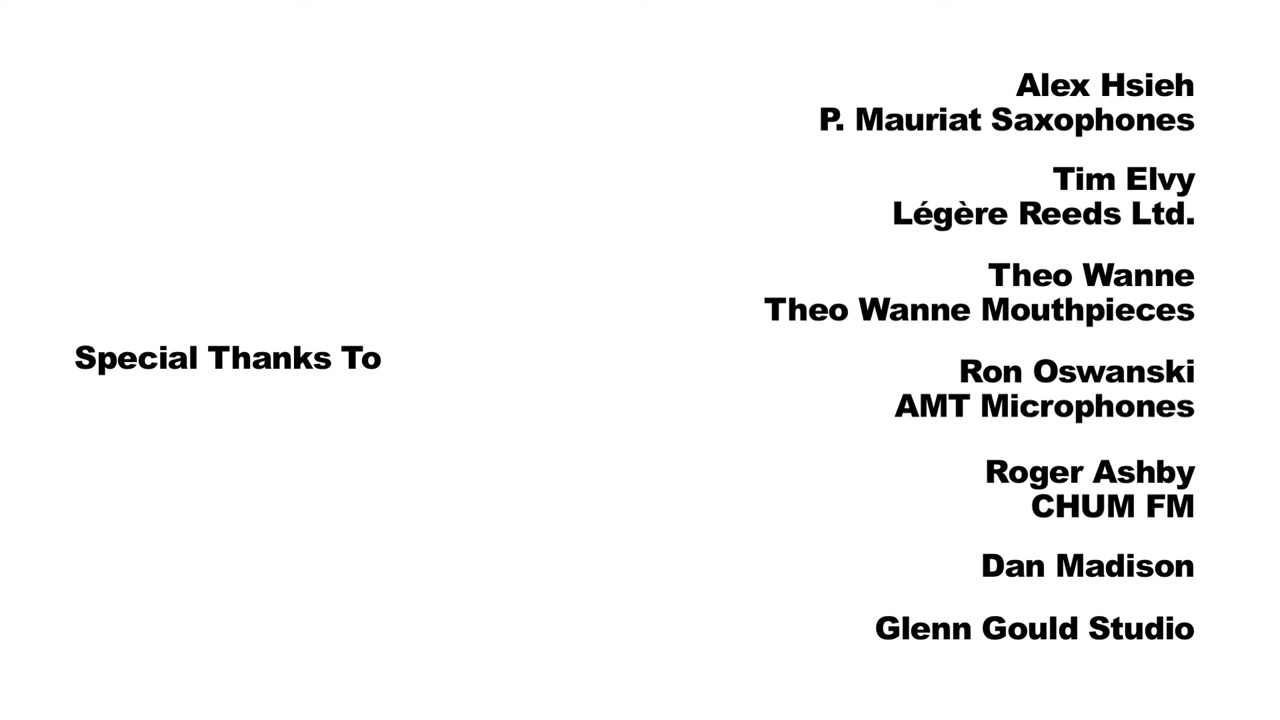 Special Thanks To
Alex Hsieh
P. Mauriat Saxophones
Tim Elvy
Légère Reeds Ltd.
Theo Wanne
Theo Wanne Mouthpieces
Ron Oswanski
AMT Microphones
Roger Ashby
CHUM FM
Dan Madison
Glenn Gould Studio